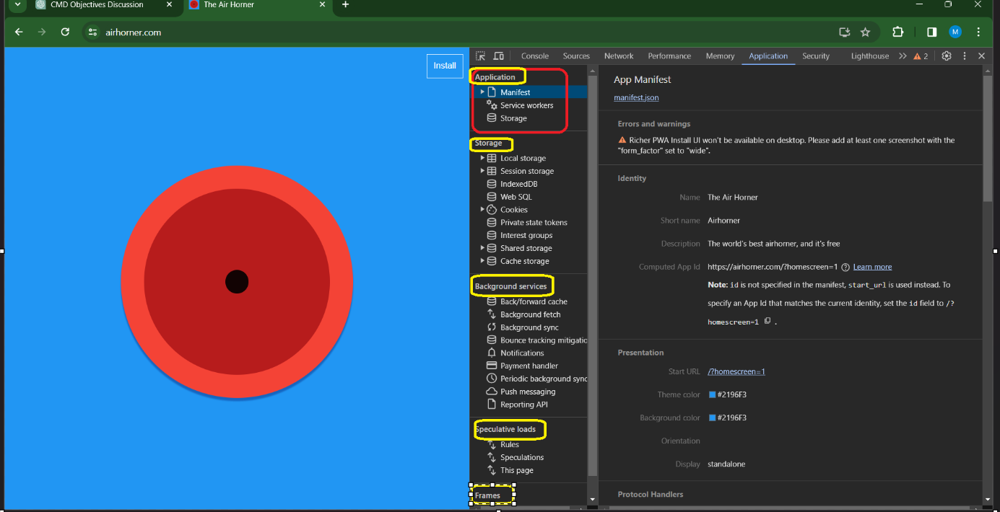 CMD Objectives Discussion
The Air Horner
airhorner.com
M
Install
Console Sources Network Performance Memory Application Security Lighthouse 2
Application
Manifest
Service workers
Storage
Storage
Local storage
Session storage
IndexedDB
Web SQL
Cookies
Private state tokens
Interest groups
Shared storage
Cache storage
Background services
Back/forward cache
Background fetch
Background sync
Bounce tracking mitigatio
Notifications
Payment handler
Periodic background sync
Push messaging
Reporting API
Speculative loads
Rules
Speculations
This page
Frames
App Manifest
manifest.json
Errors and warnings
Richer PWA Install UI won't be available on desktop. Please add at least one screenshot with the
"form_factor" set to "wide".
Identity
Name The Air Horner
Short name Airhorner
Description The world's best airhorner, and it's free
Computed App Id https://airhorner.com/?homescreen=1 Learn more
Note: id is not specified in the manifest, start_url is used instead. To
specify an App Id that matches the current identity, set the id field to /?
homescreen=1 .
Presentation
Start URL /?homescreen=1
Theme color #2196F3
Background color #2196F3
Orientation
Display standalone
Protocol Handlers